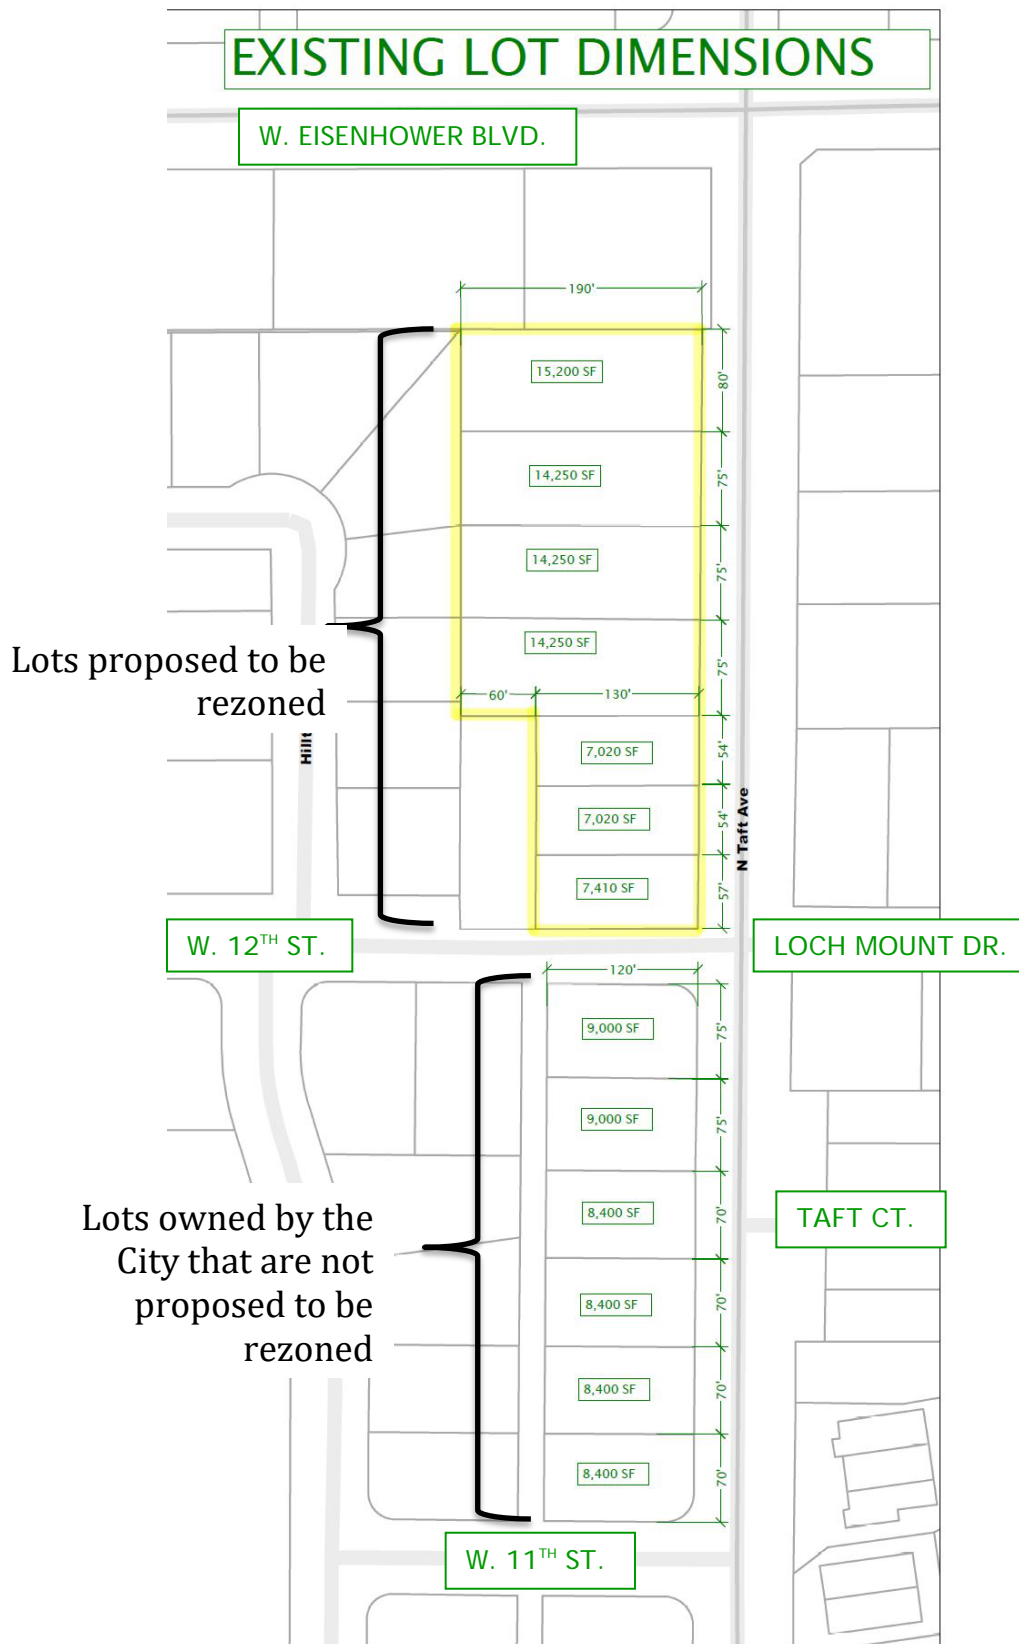 EXISTING LOT DIMENSIONS
W. EISENHOWER BLVD.
190'
15,200 SF
80'
14,250 SF
75'
14,250 SF
75'
14,250 SF
75'
Lots proposed to be
rezoned
60'
130'
7,020 SF
54'
Hillt
7,020 SF
54'
N Taft Ave
7,410 SF
57'
W. 12TH ST.
LOCH MOUNT DR.
120'
9,000 SF
75'
9,000 SF
75'
8,400 SF
70'
TAFT CT.
Lots owned by the
City that are not
proposed to be
rezoned
8,400 SF
70'
8,400 SF
70'
8,400 SF
70'
W. 11TH ST.